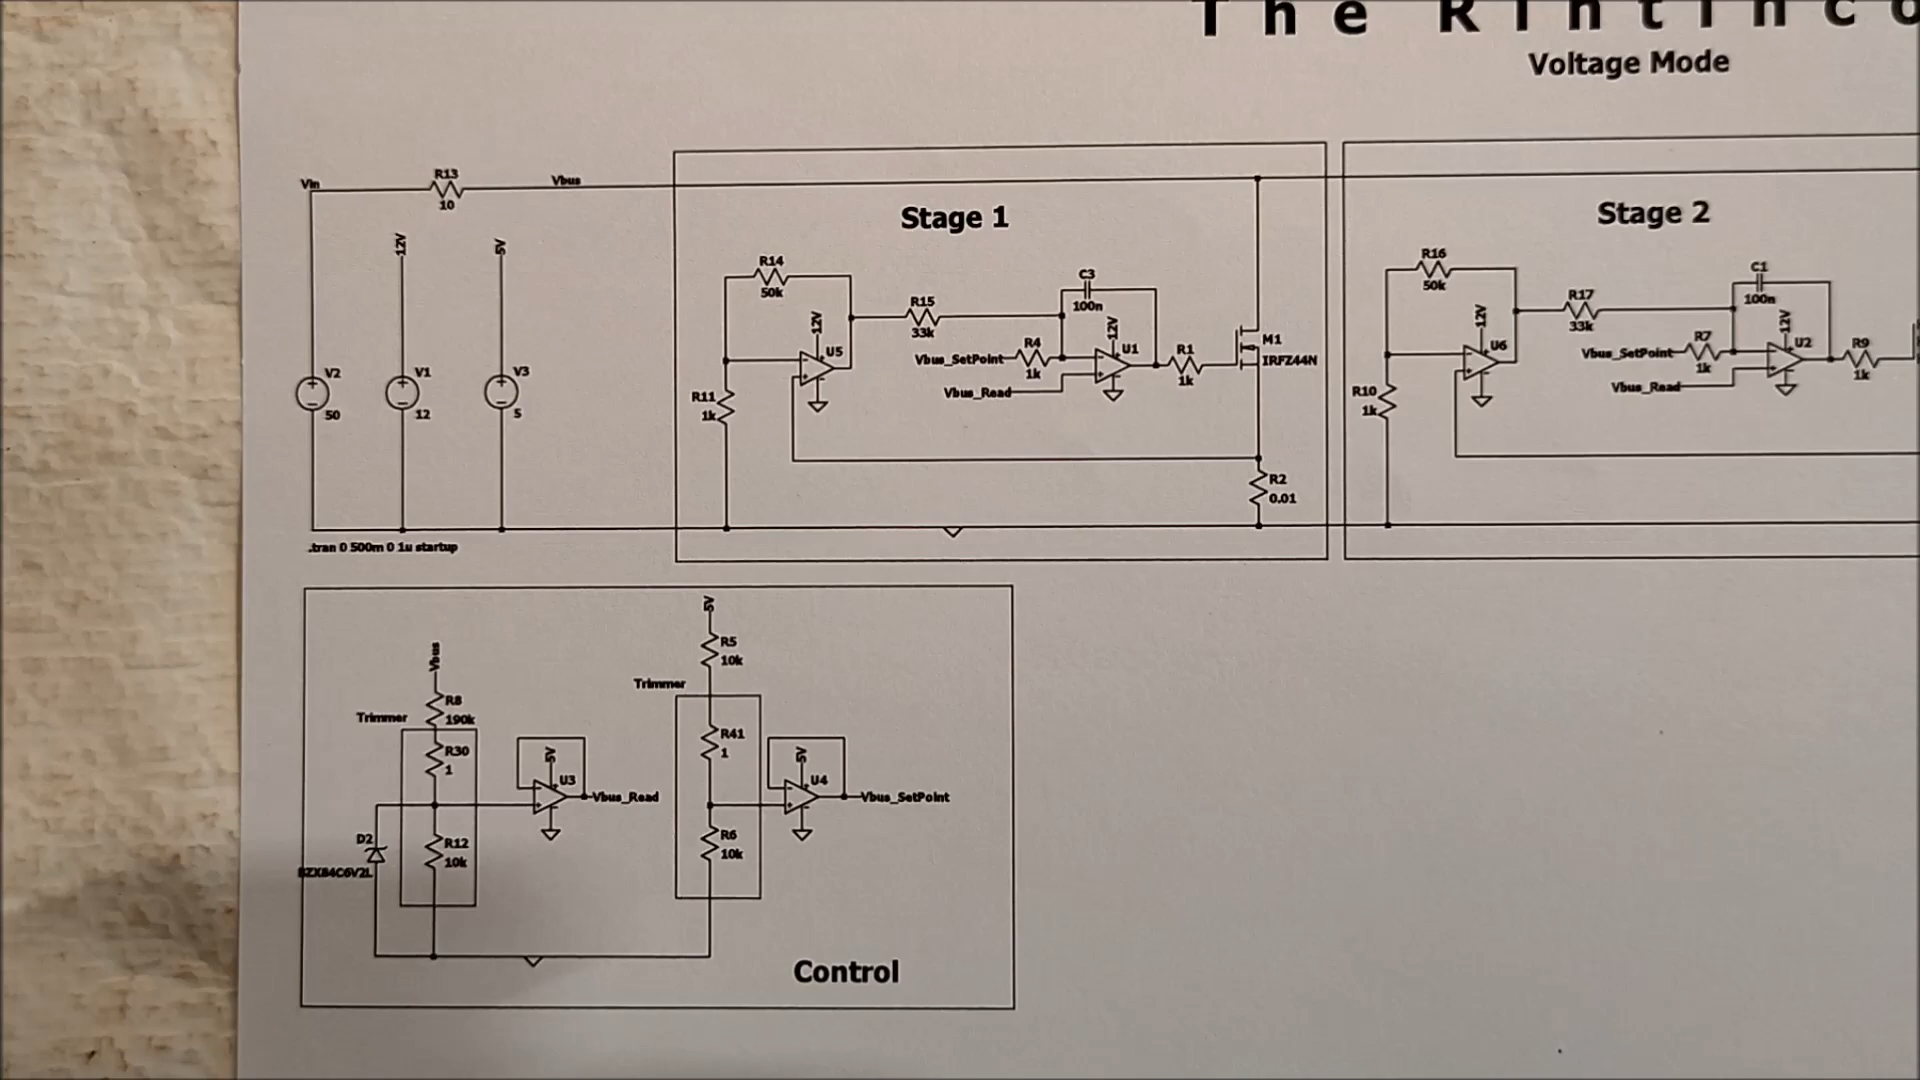 The Rintinco
Voltage Mode
Vin
R13
10
Vbus
12V
5V
V2
50
V1
12
V3
5
.tran 0 500m 0 1u startup
Stage 1
R14
50k
12V
U5
R11
1k
R15
33k
C3
100n
Vbus_SetPoint
R4
1k
Vbus_Read
12V
U1
R1
1k
M1
IRFZ44N
R2
0.01
Stage 2
R16
50k
12V
U6
R10
1k
R17
33k
C1
100n
Vbus_SetPoint
R7
1k
Vbus_Read
12V
U2
R9
1k
Vbus
R8
190k
Trimmer
R30
1
R12
10k
D2
BZX84C6V2L
5V
U3
Vbus_Read
5V
R5
10k
Trimmer
R41
1
R6
10k
5V
U4
Vbus_SetPoint
Control